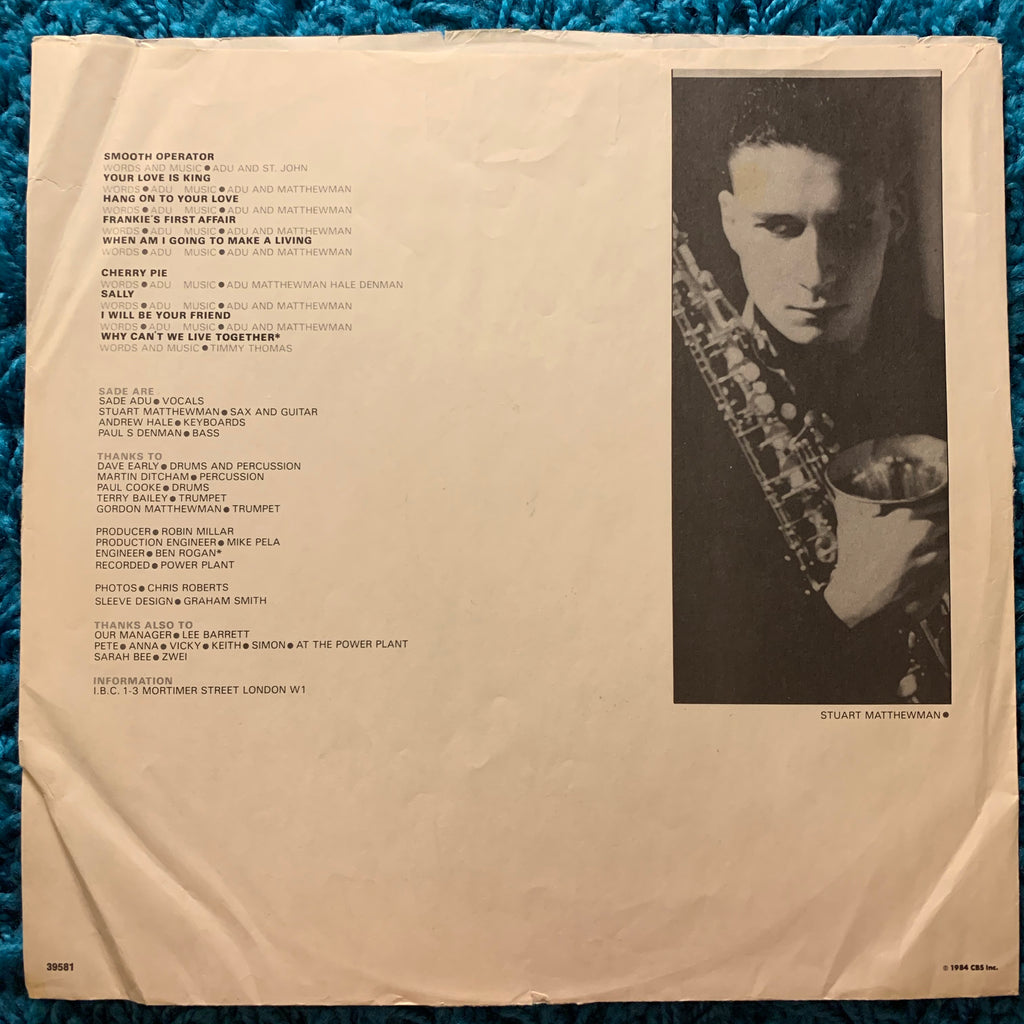 SMOOTH OPERATOR
WORDS AND MUSIC●ADU AND ST. JOHN
YOUR LOVE IS KING
WORDS●ADU MUSIC●ADU AND MATTHEWMAN
HANG ON TO YOUR LOVE
WORDS●ADU MUSIC●ADU AND MATTHEWMAN
FRANKIE'S FIRST AFFAIR
WORDS●ADU MUSIC●ADU AND MATTHEWMAN
WHEN AM I GOING TO MAKE A LIVING
WORDS●ADU MUSIC●ADU AND MATTHEWMAN
CHERRY PIE
WORDS●ADU MUSIC●ADU MATTHEWMAN HALE DENMAN
SALLY
WORDS●ADU MUSIC●ADU AND MATTHEWMAN
I WILL BE YOUR FRIEND
WORDS●ADU MUSIC●ADU AND MATTHEWMAN
WHY CAN'T WE LIVE TOGETHER*
WORDS AND MUSIC●TIMMY THOMAS
SADE ARE
SADE ADU●VOCALS
STUART MATTHEWMAN●SAX AND GUITAR
ANDREW HALE●KEYBOARDS
PAUL S DENMAN●BASS
THANKS TO
DAVE EARLY●DRUMS AND PERCUSSION
MARTIN DITCHAM●PERCUSSION
PAUL COOKE●DRUMS
TERRY BAILEY●TRUMPET
GORDON MATTHEWMAN●TRUMPET
PRODUCER●ROBIN MILLAR
PRODUCTION ENGINEER●MIKE PELA
ENGINEER●BEN ROGAN*
RECORDED●POWER PLANT
PHOTOS●CHRIS ROBERTS
SLEEVE DESIGN●GRAHAM SMITH
THANKS ALSO TO
OUR MANAGER●LEE BARRETT
PETE●ANNA●VICKY●KEITH●SIMON●AT THE POWER PLANT
SARAH BEE●ZWEI
INFORMATION
I.B.C. 1-3 MORTIMER STREET LONDON W1
STUART MATTHEWMAN●
39581
℗ 1984 CBS Inc.